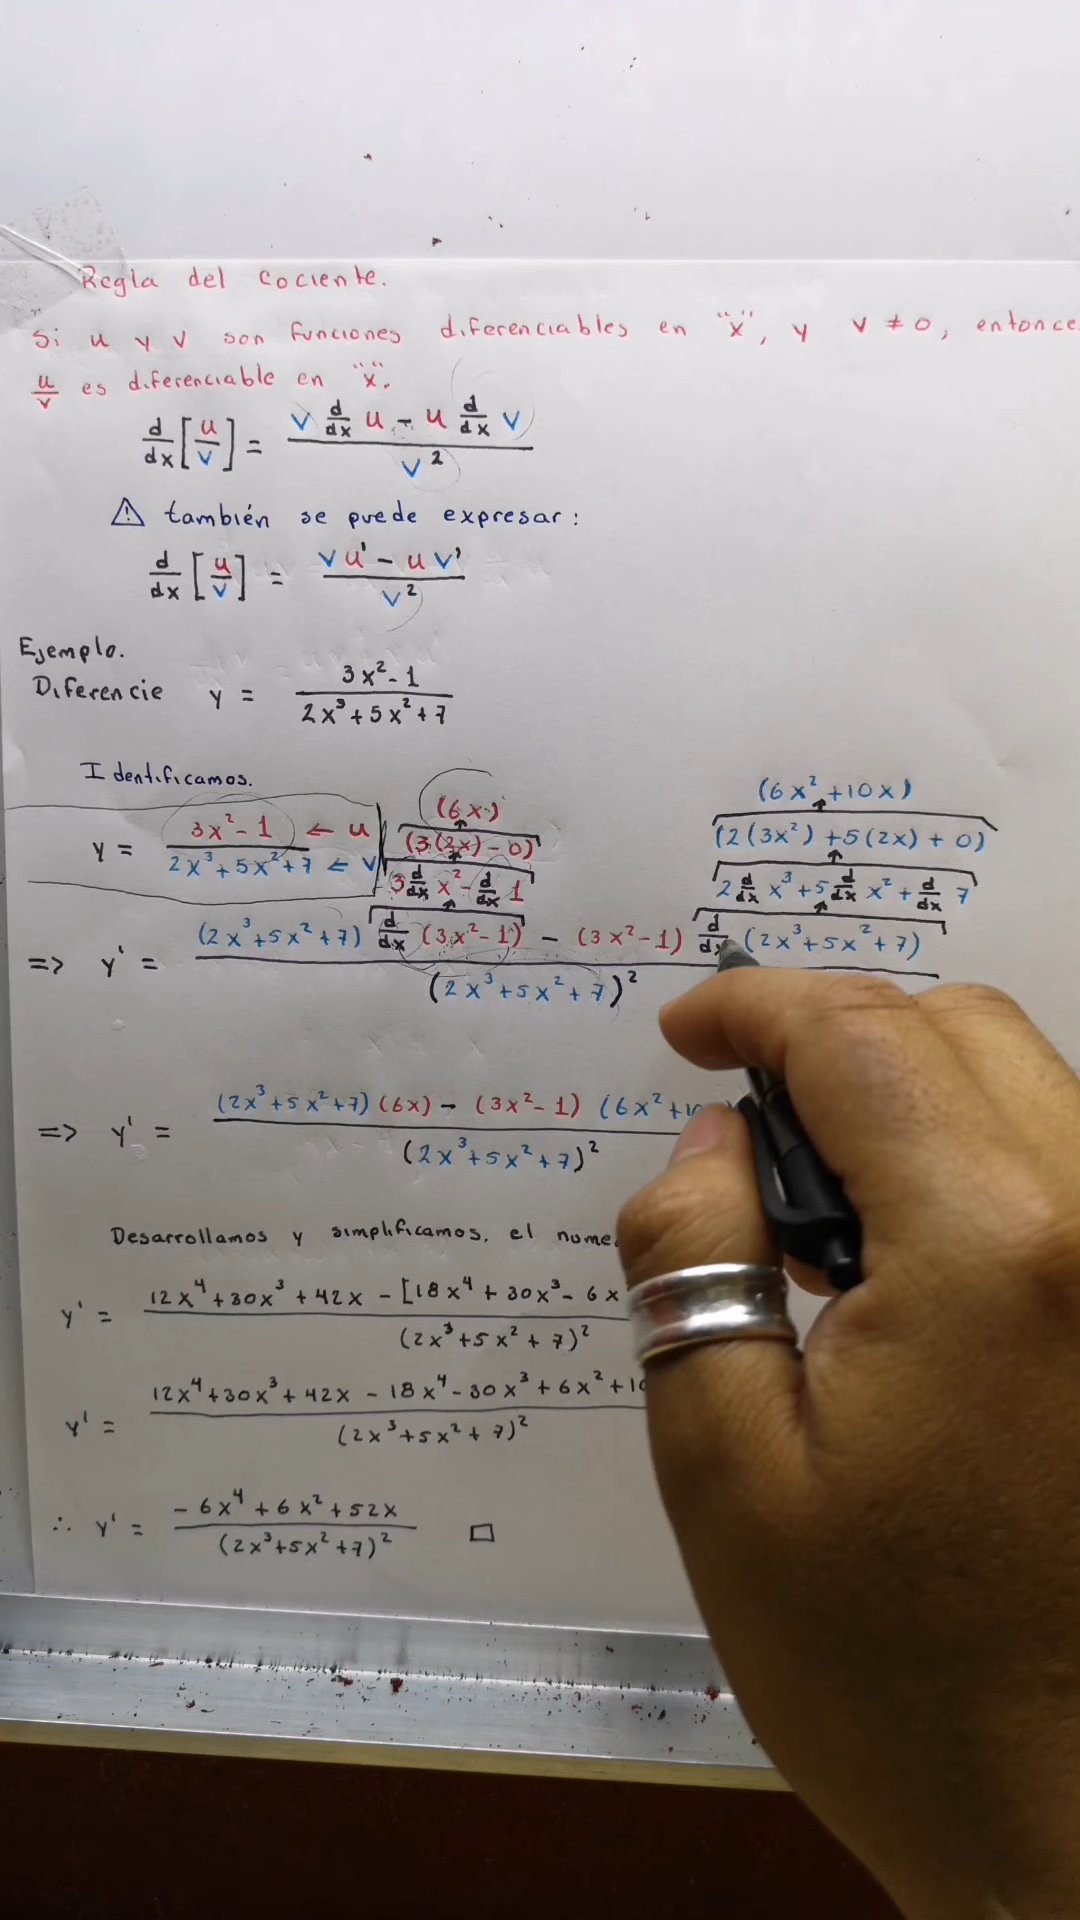 Regla del cociente.
Si u y v son funciones diferenciables en "x", y v ≠ 0, entonce
u/v es diferenciable en "x".
d/dx [u/v] = (v d/dx u - u d/dx v) / v²
⚠ también se puede expresar:
d/dx [u/v] = (v u' - u v') / v²
Ejemplo.
Diferencie y = (3x² - 1) / (2x³ + 5x² + 7)
Identificamos.
(6x) (6x² + 10x)
(3(2x) - 0) (2(3x²) + 5(2x) + 0)
y = (3x² - 1) / (2x³ + 5x² + 7) ← u ← v
3 d/dx x² - d/dx 1 2 d/dx x³ + 5 d/dx x² + d/dx 7
=> y' = ((2x³ + 5x² + 7) d/dx (3x² - 1) - (3x² - 1) d/dx (2x³ + 5x² + 7)) / (2x³ + 5x² + 7)²
=> y' = ((2x³ + 5x² + 7) (6x) - (3x² - 1) (6x² + 10 / (2x³ + 5x² + 7)²
Desarrollamos y simplificamos, el nume
y' = 12x⁴ + 30x³ + 42x - [18x⁴ + 30x³ - 6x / (2x³ + 5x² + 7)²
y' = 12x⁴ + 30x³ + 42x - 18x⁴ - 30x³ + 6x² + 10 / (2x³ + 5x² + 7)²
∴ y' = (-6x⁴ + 6x² + 52x) / (2x³ + 5x² + 7)² □